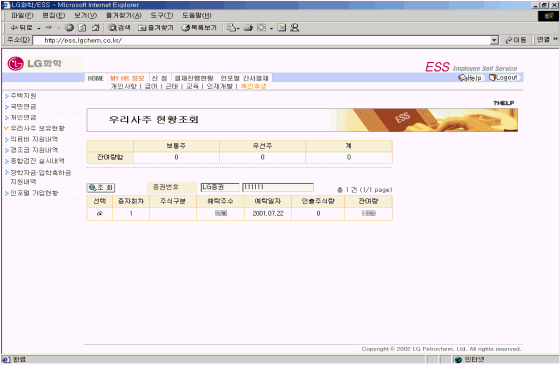 LG화학/ESS - Microsoft Internet Explorer
파일(F) 편집(E) 보기(V) 즐겨찾기(A) 도구(T) 도움말(H)
뒤로 검색 즐겨찾기 목록보기
주소(D) http://ess.lgchem.co.kr/ 이동 연결 »
LG화학
ESS Employee Self Service
Help Logout
HOME MY HR 정보 | 신 청 | 결재진행현황 인포멀 간사결재
개인사항 | 급여 | 근태 | 교육 | 인재개발 | 복리후생
주택지원
국민연금
개인연금
우리사주 보유현황
의료비 지원내역
경조금 지원내역
종합검진 실시내역
장학자금·입학축하금
지원내역
인포멀 가입현황
?HELP
우리사주 현황조회
ESS
보통주 우선주 계
잔여량합 0 0 0
조 회 증권번호 LG증권 111111 총 1 건 (1/1 page)
선택 증자회차 주식구분 예탁주수 예탁일자 인출주식량 잔여량
1 2001.07.22 0
Copyright © 2002 LG Petrochem, Ltd. All rights reserved.
완료 인터넷